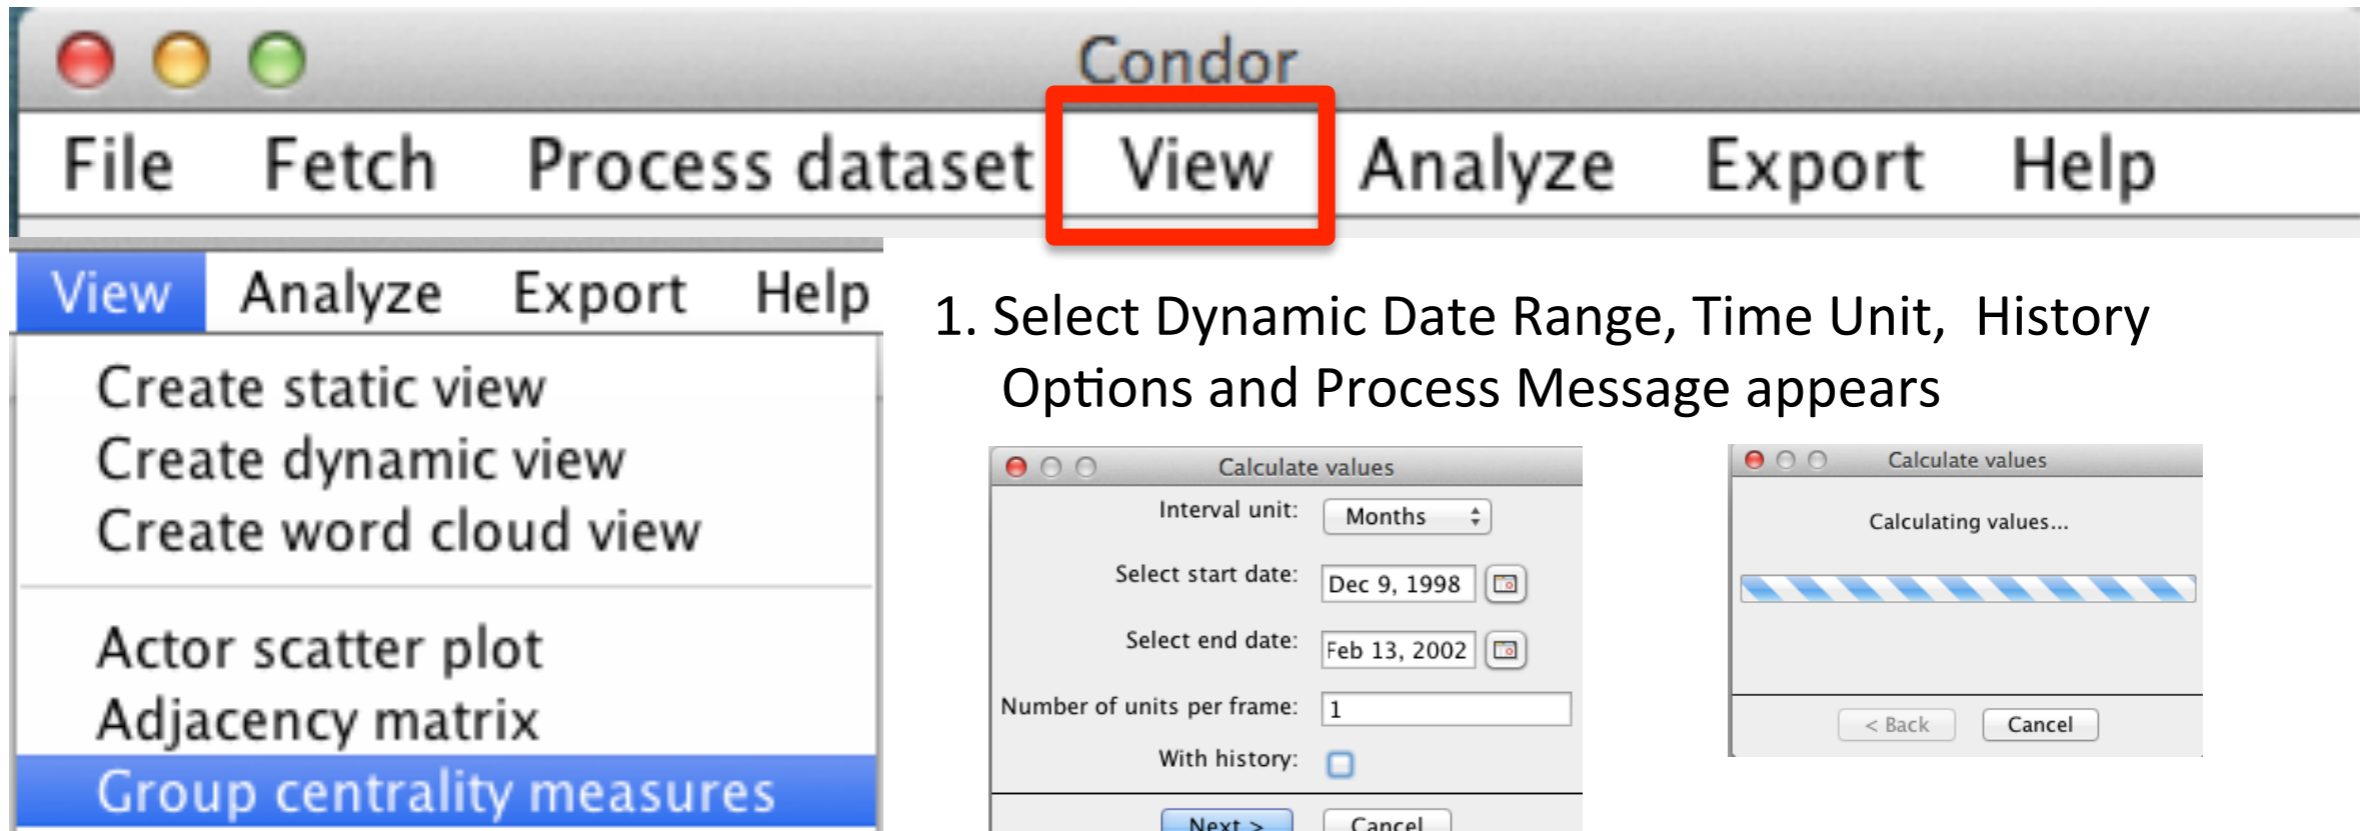 Condor
File Fetch Process dataset View Analyze Export Help
View Analyze Export Help
Create static view
Create dynamic view
Create word cloud view
Actor scatter plot
Adjacency matrix
Group centrality measures
1. Select Dynamic Date Range, Time Unit, History
Options and Process Message appears
Calculate values
Interval unit: Months
Select start date: Dec 9, 1998
Select end date: Feb 13, 2002
Number of units per frame: 1
With history:
Next > Cancel
Calculate values
Calculating values...
< Back Cancel